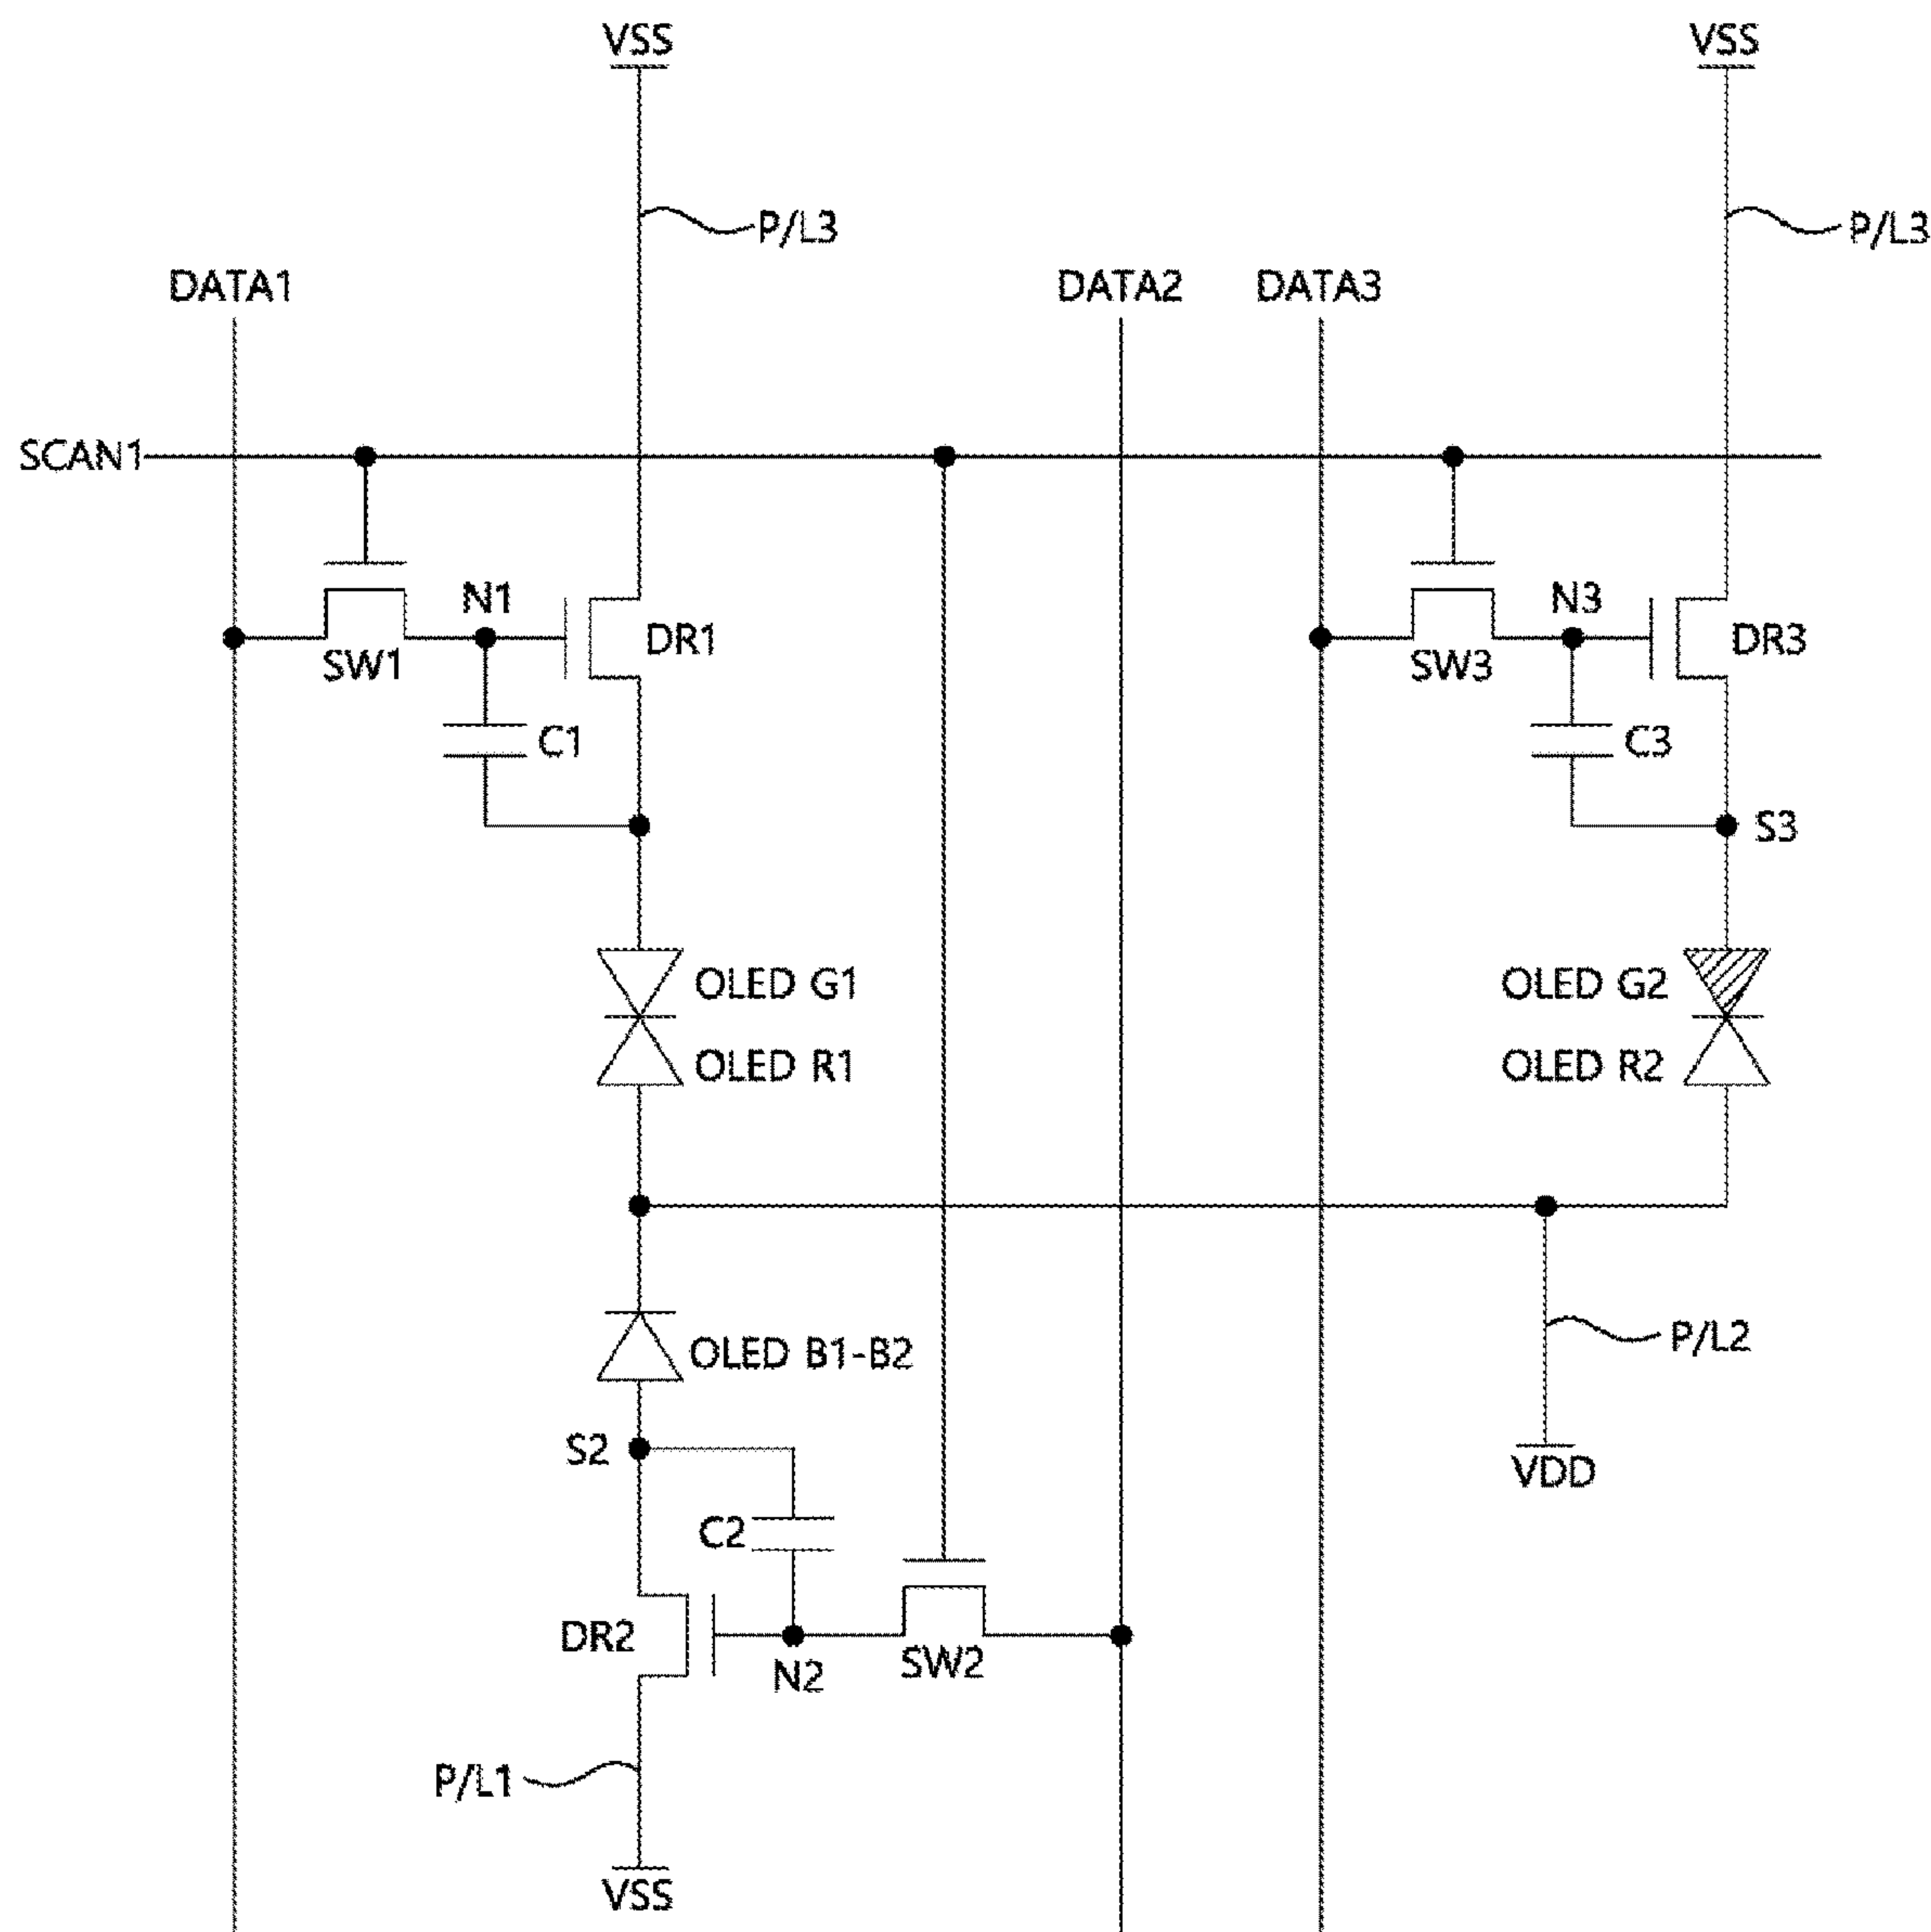 VSS VSS
P/L3 P/L3
DATA1 DATA2 DATA3
SCAN1
N1 N3
DR1 DR3
SW1 SW3
C1 C3
S3
OLED G1 OLED G2
OLED R1 OLED R2
P/L2
OLED B1-B2
S2
VDD
C2
DR2
SW2
N2
P/L1
VSS